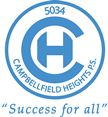 5034
CH
CAMPBELLFIELD HEIGHTS P.S.
"Success for all"